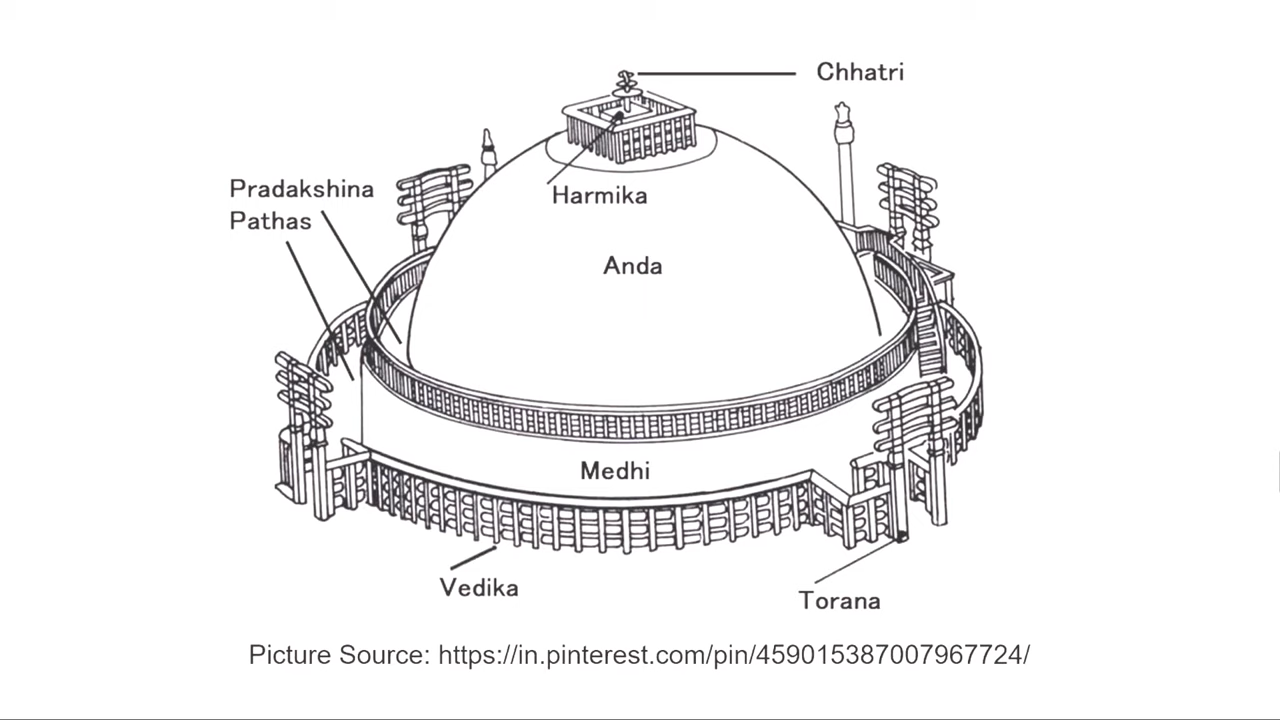 Chhatri
Pradakshina
Pathas
Harmika
Anda
Medhi
Vedika
Torana
Picture Source: https://in.pinterest.com/pin/459015387007967724/